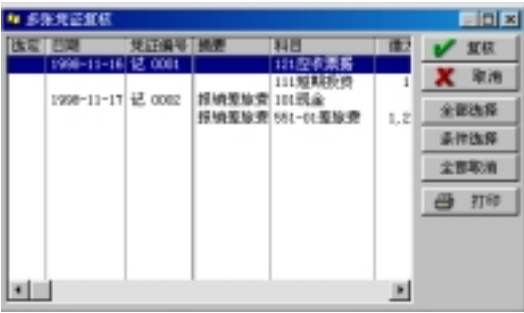 多张凭证复核
选定 日期 凭证编号 摘要 科目
1998-11-16 记 0001 121应收票据
111短期投资 1
1998-11-17 记 0002 报销差旅费 101现金
报销差旅费 551-01差旅费 1,2
复核
取消
全部选择
条件选择
全部取消
打印